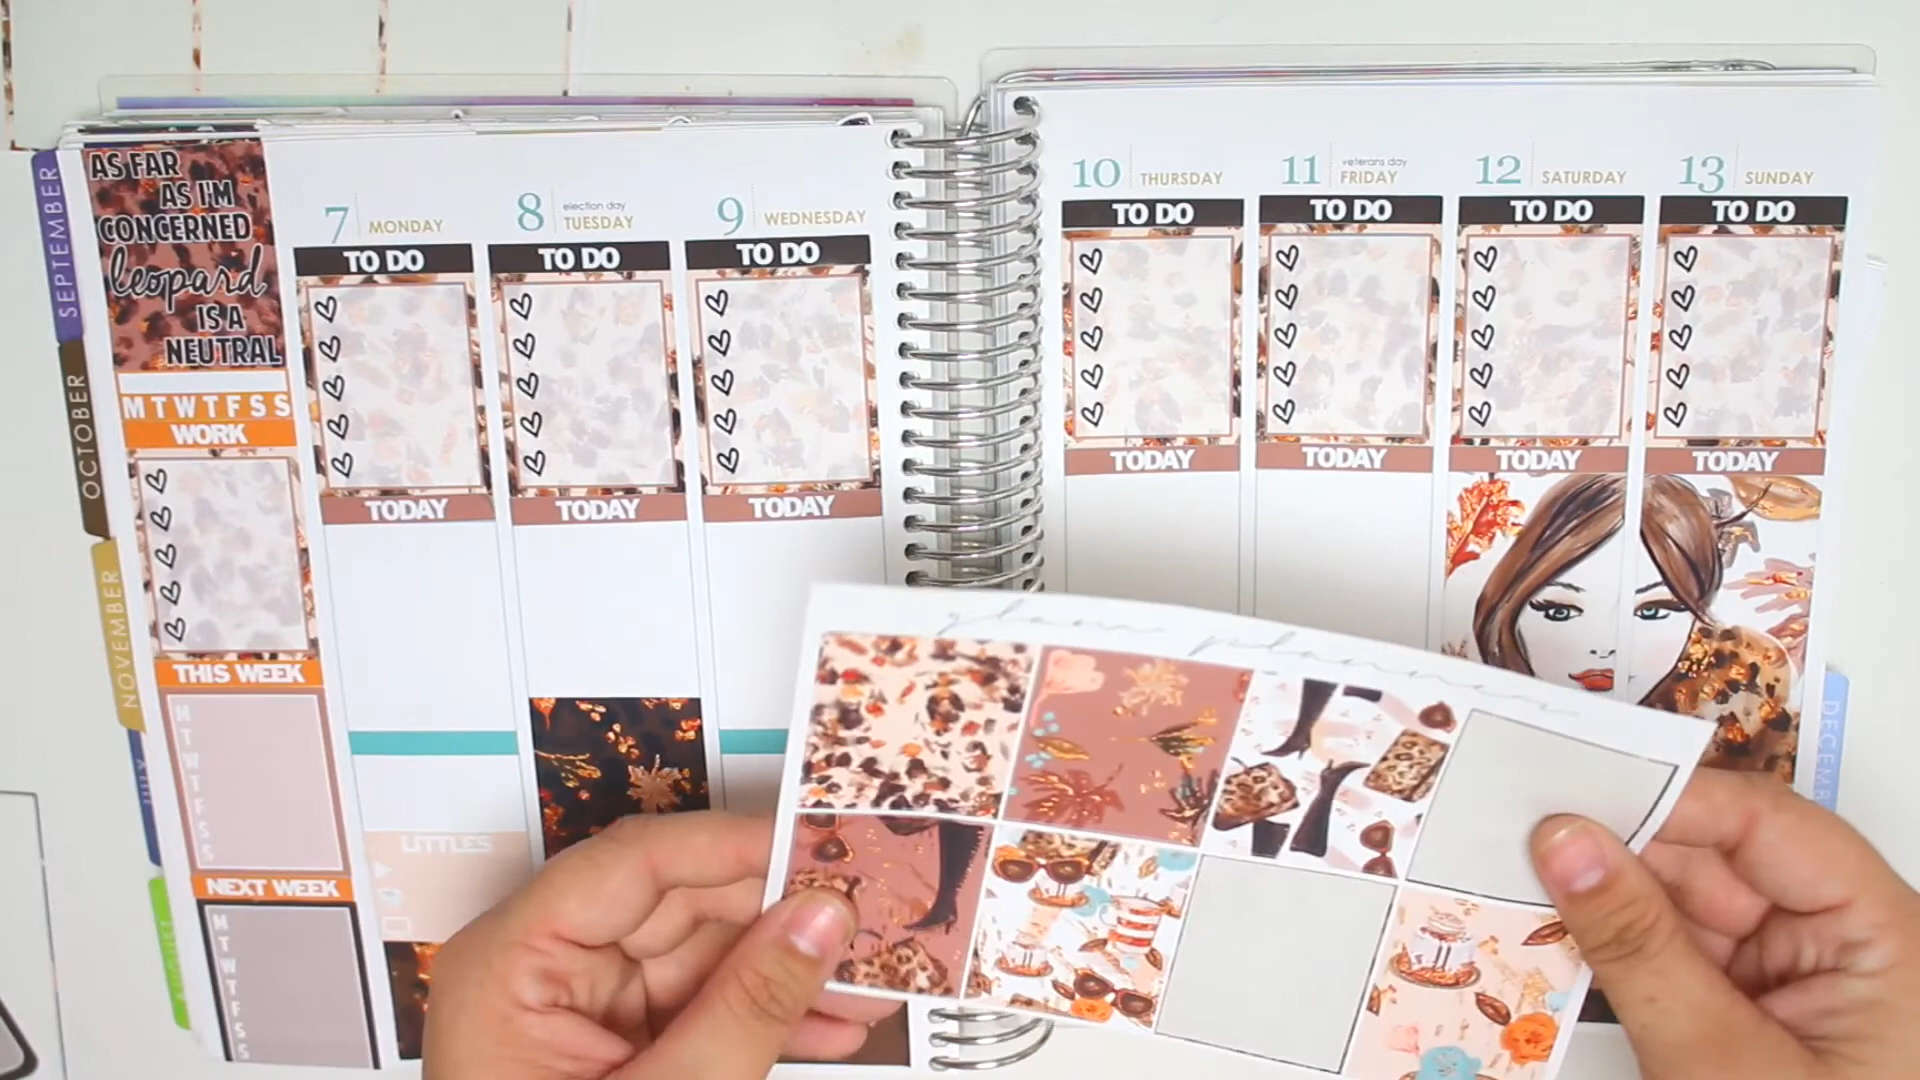 AS FAR
AS I'M
CONCERNED
leopard
IS A
NEUTRAL
M T W T F S S
WORK
THIS WEEK
M
T
W
T
F
S
S
NEXT WEEK
M
T
W
T
F
S
S
SEPTEMBER
OCTOBER
NOVEMBER
7 MONDAY
TO DO
TODAY
LITTLES
8 election day
TUESDAY
TO DO
TODAY
9 WEDNESDAY
TO DO
TODAY
10 THURSDAY
TO DO
TODAY
11 veterans day
FRIDAY
TO DO
TODAY
12 SATURDAY
TO DO
TODAY
13 SUNDAY
TO DO
TODAY
glam planner